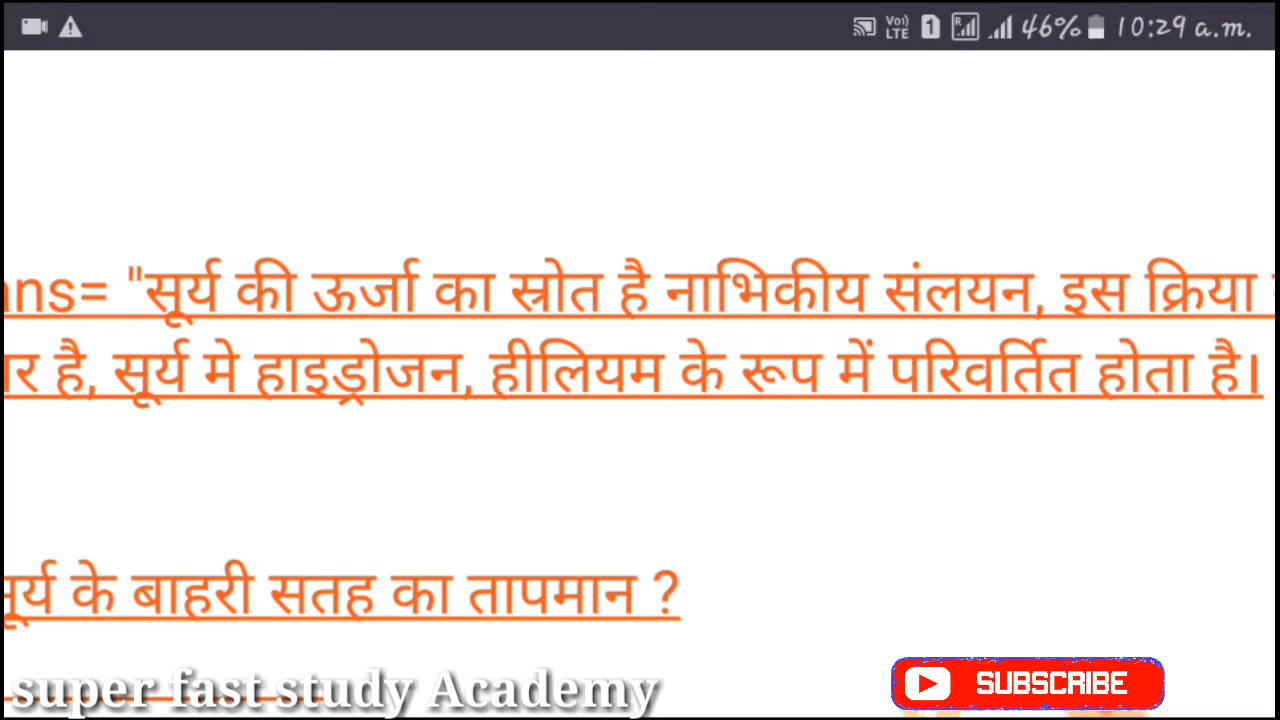 Vo) 1 R 46% 10:29 a.m.
LTE
ans= "सूर्य की ऊर्जा का स्रोत है नाभिकीय संलयन, इस क्रिया
है, सूर्य मे हाइड्रोजन, हीलियम के रूप में परिवर्तित होता है।
सूर्य के बाहरी सतह का तापमान ?
super fast study Academy
SUBSCRIBE